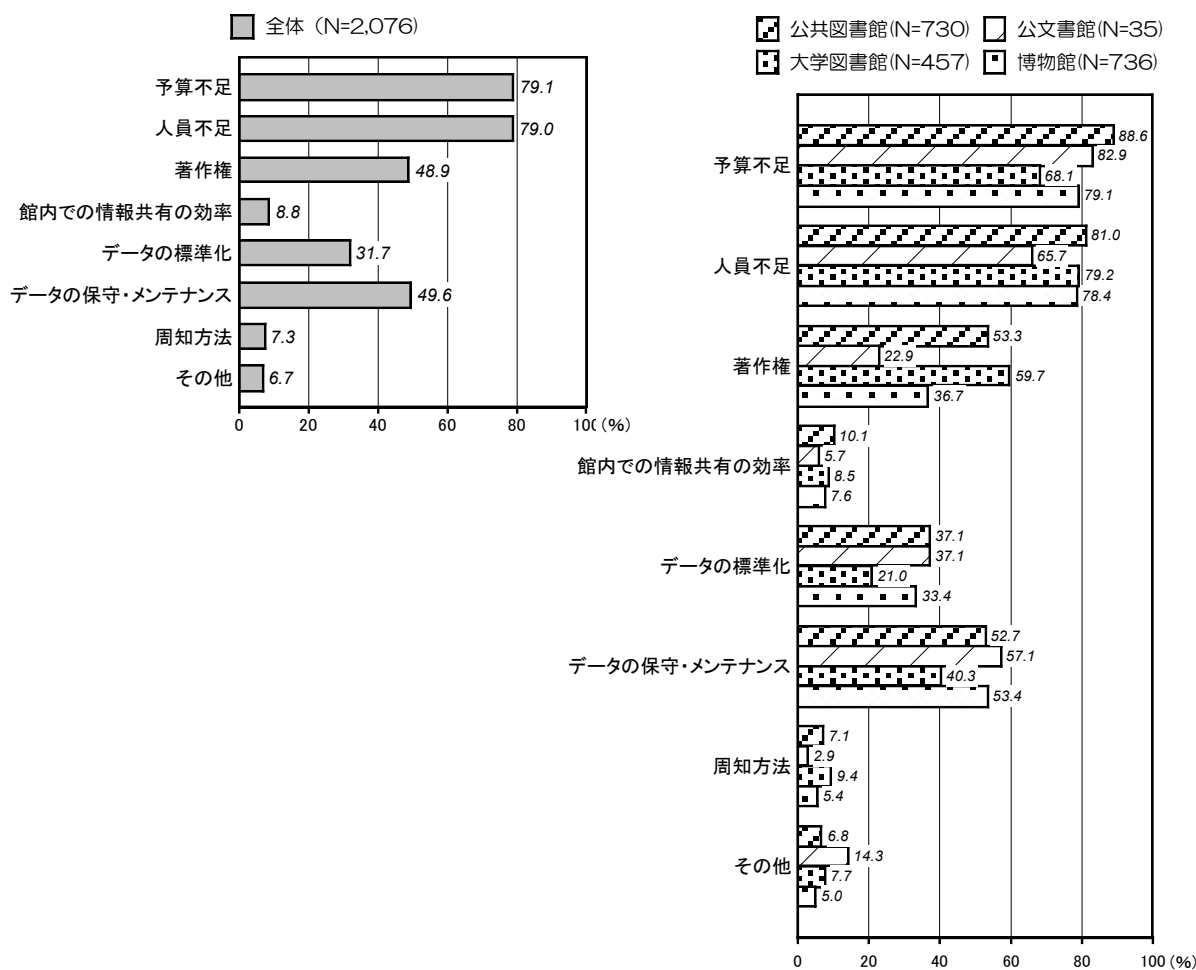 全体（N=2,076）
予算不足 79.1
人員不足 79.0
著作権 48.9
館内での情報共有の効率 8.8
データの標準化 31.7
データの保守・メンテナンス 49.6
周知方法 7.3
その他 6.7
0 20 40 60 80 100(%)
公共図書館(N=730) 公文書館(N=35)
大学図書館(N=457) 博物館(N=736)
予算不足
88.6
82.9
68.1
79.1
人員不足
81.0
65.7
79.2
78.4
著作権
53.3
22.9
59.7
36.7
館内での情報共有の効率
10.1
5.7
8.5
7.6
データの標準化
37.1
37.1
21.0
33.4
データの保守・メンテナンス
52.7
57.1
40.3
53.4
周知方法
7.1
2.9
9.4
5.4
その他
6.8
14.3
7.7
5.0
0 20 40 60 80 100 (%)